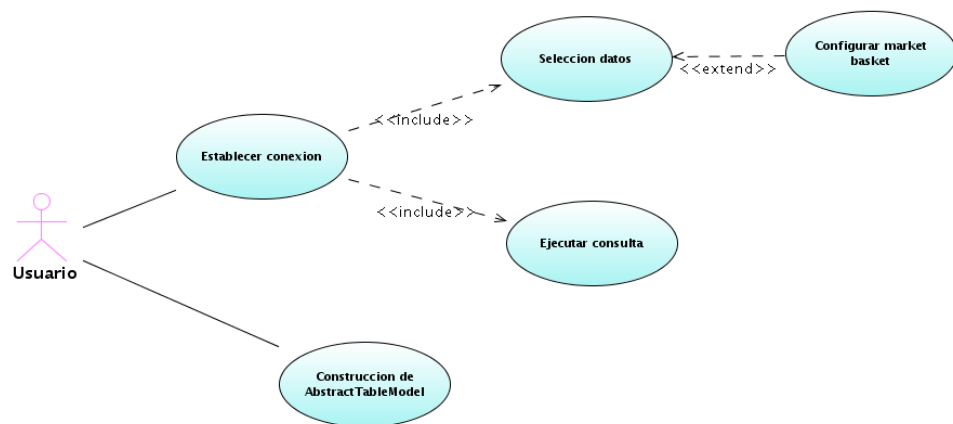 Seleccion datos
Configurar market
basket
<<extend>>
<<include>>
Establecer conexion
<<include>>
Ejecutar consulta
Usuario
Construccion de
AbstractTableModel